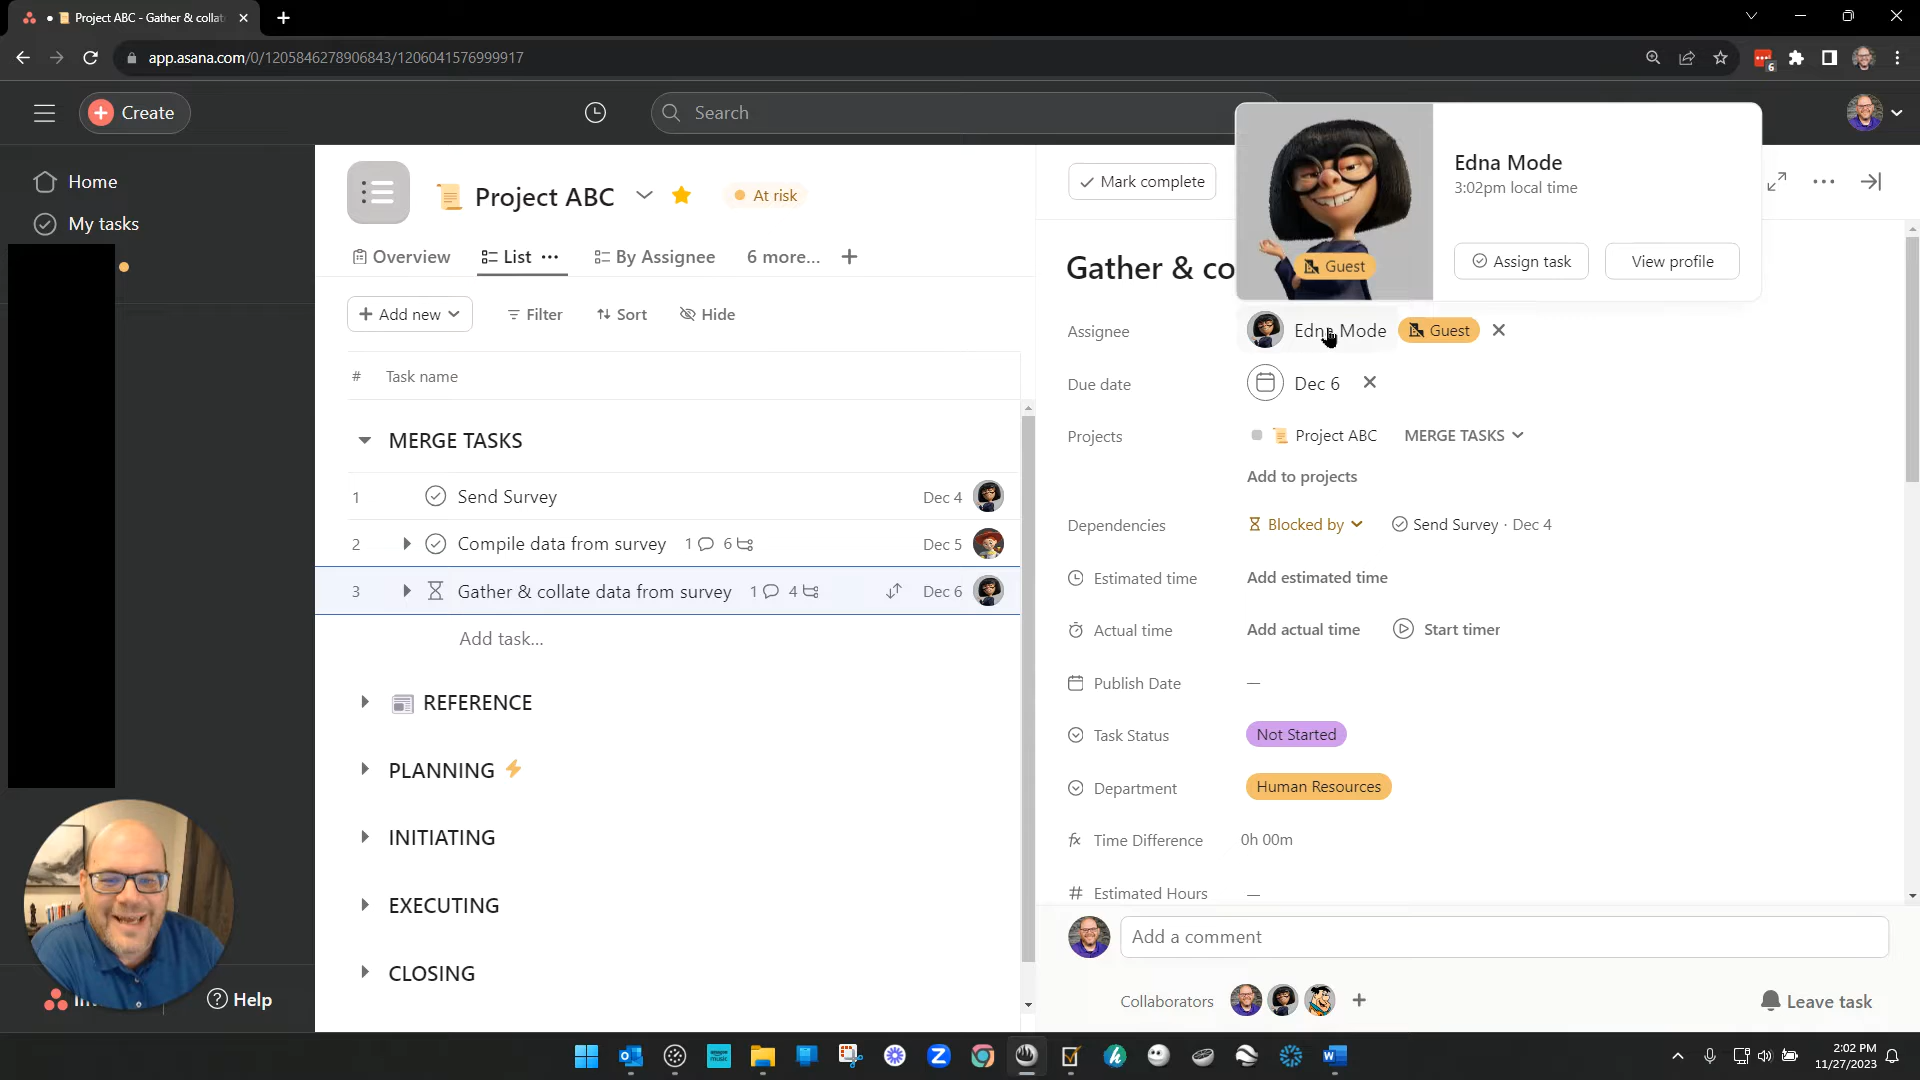 Project ABC - Gather & collat
app.asana.com/0/1205846278906843/1206041576999917
6
Create
Search
Home
My tasks
Help
Project ABC
At risk
Overview
List
By Assignee
6 more...
Add new
Filter
Sort
Hide
#
Task name
MERGE TASKS
1
Send Survey
Dec 4
2
Compile data from survey
1
6
Dec 5
3
Gather & collate data from survey
1
4
Dec 6
Add task...
REFERENCE
PLANNING
INITIATING
EXECUTING
CLOSING
Mark complete
Gather & co
Edna Mode
3:02pm local time
Guest
Assign task
View profile
Assignee
Edna Mode
Guest
Due date
Dec 6
Projects
Project ABC
MERGE TASKS
Add to projects
Dependencies
Blocked by
Send Survey · Dec 4
Estimated time
Add estimated time
Actual time
Add actual time
Start timer
Publish Date
—
Task Status
Not Started
Department
Human Resources
Time Difference
0h 00m
# Estimated Hours
—
Add a comment
Collaborators
Leave task
2:02 PM
11/27/2023